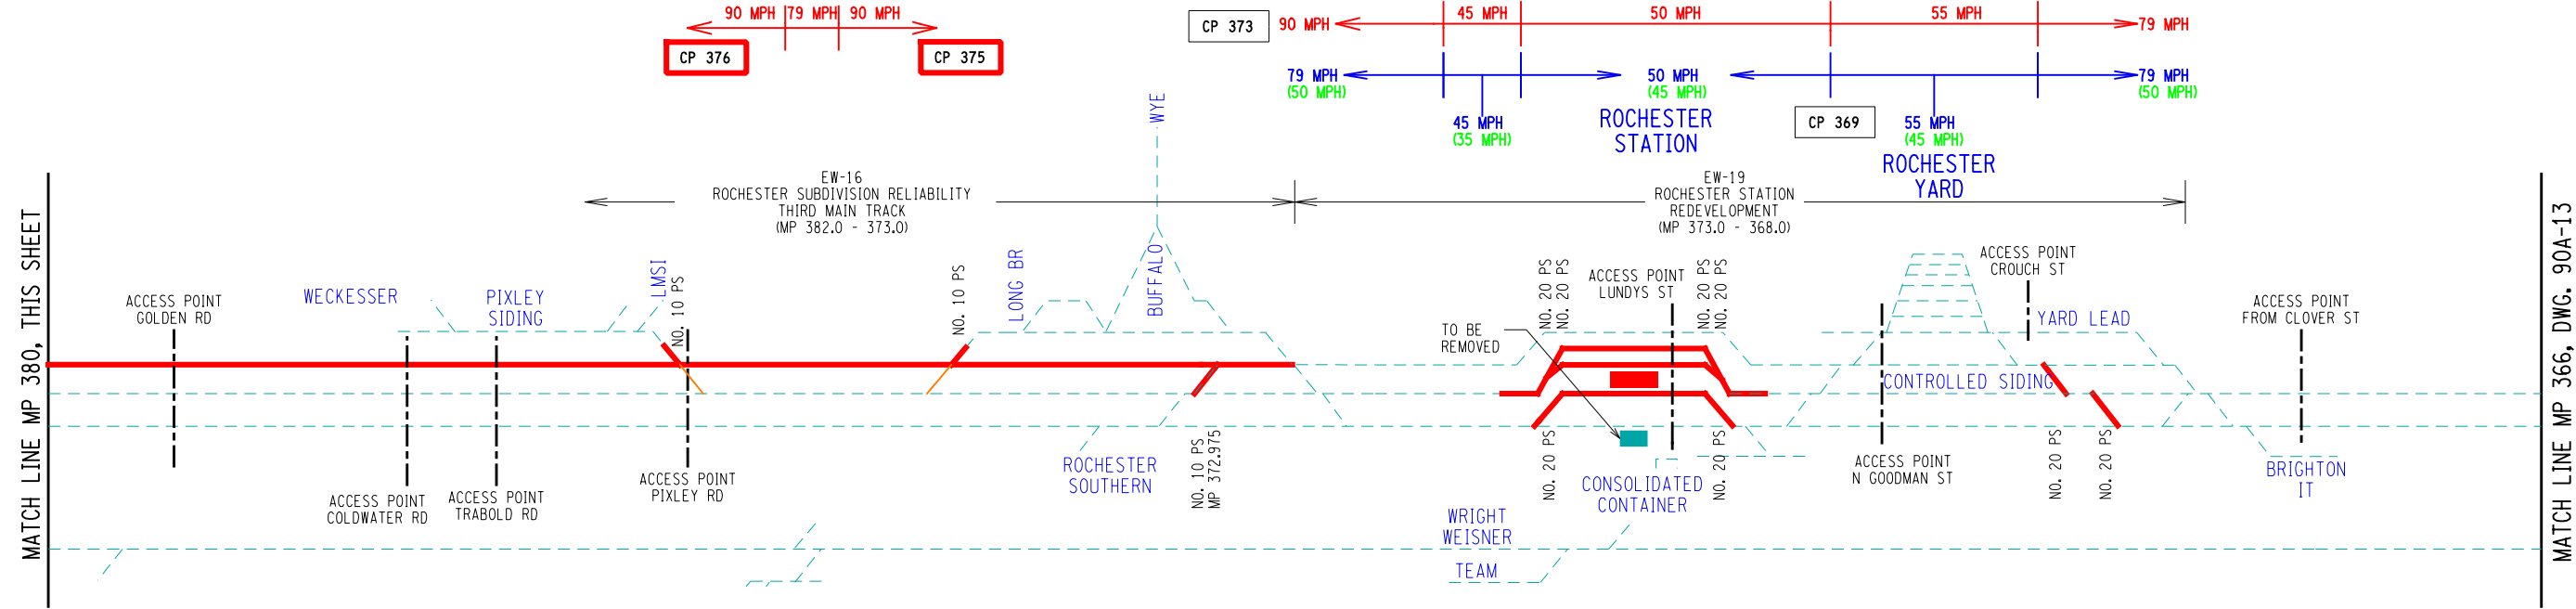 90 MPH 79 MPH 90 MPH
CP 376
CP 375
CP 373
90 MPH
45 MPH
50 MPH
55 MPH
79 MPH
79 MPH
(50 MPH)
45 MPH
(35 MPH)
50 MPH
(45 MPH)
ROCHESTER
STATION
CP 369
55 MPH
(45 MPH)
ROCHESTER
YARD
79 MPH
(50 MPH)
EW-16
ROCHESTER SUBDIVISION RELIABILITY
THIRD MAIN TRACK
(MP 382.0 - 373.0)
EW-19
ROCHESTER STATION
REDEVELOPMENT
(MP 373.0 - 368.0)
MATCH LINE MP 380, THIS SHEET
ACCESS POINT
GOLDEN RD
WECKESSER
PIXLEY
SIDING
LMSI
NO. 10 PS
NO. 10 PS
LONG BR
BUFFALO
WYE
TO BE
REMOVED
NO. 20 PS
NO. 20 PS
ACCESS POINT
LUNDYS ST
NO. 20 PS
NO. 20 PS
ACCESS POINT
CROUCH ST
YARD LEAD
ACCESS POINT
FROM CLOVER ST
CONTROLLED SIDING
ACCESS POINT
COLDWATER RD
ACCESS POINT
TRABOLD RD
ACCESS POINT
PIXLEY RD
ROCHESTER
SOUTHERN
NO. 10 PS
MP 372.975
NO. 20 PS
CONSOLIDATED
CONTAINER
NO. 20 PS
ACCESS POINT
N GOODMAN ST
NO. 20 PS
NO. 20 PS
BRIGHTON
IT
WRIGHT
WEISNER
TEAM
MATCH LINE MP 366, DWG. 90A-13